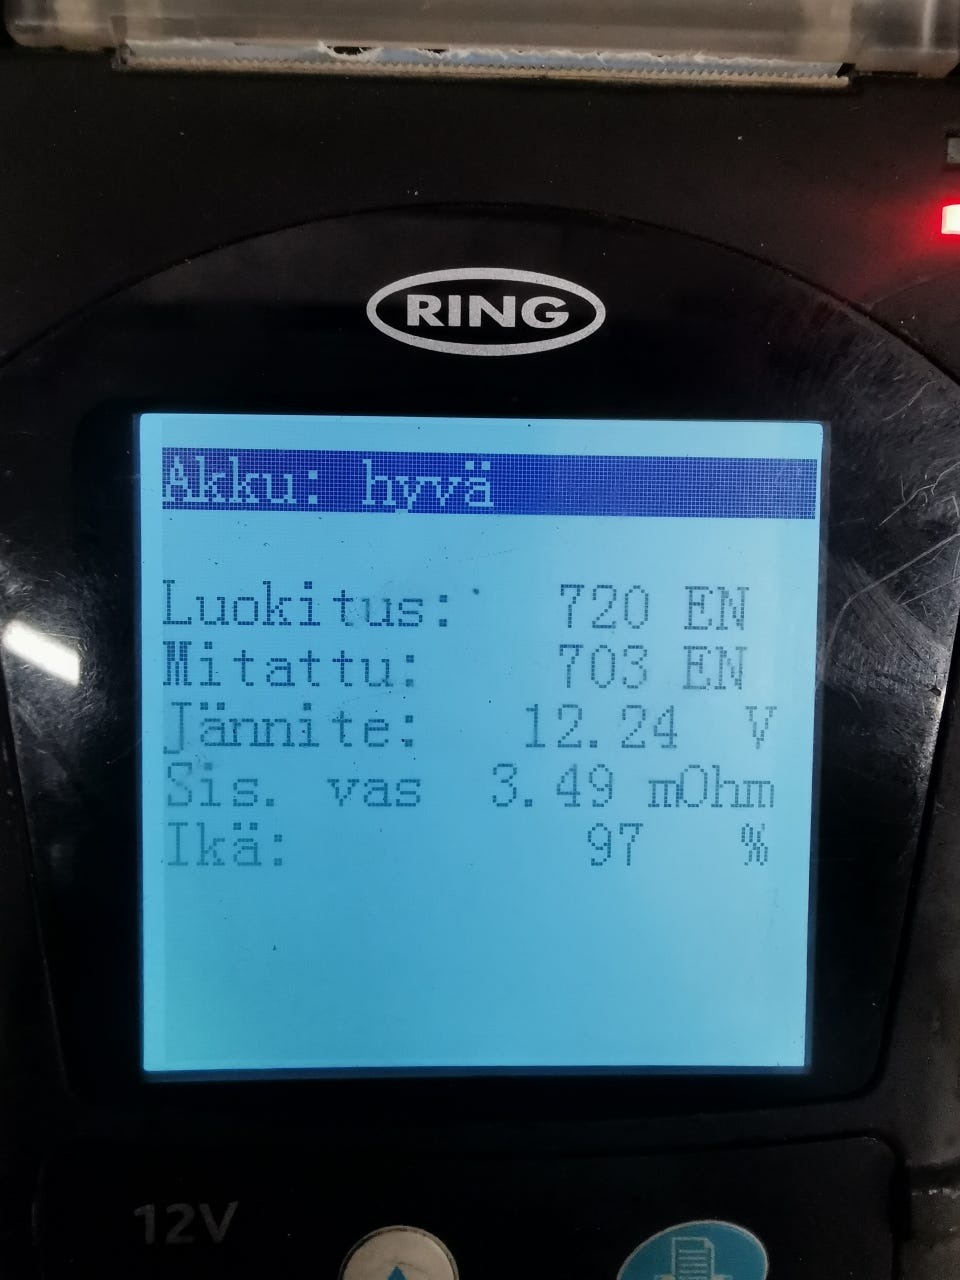 RING
Akku: hyvä
Luokitus: 720 EN
Mitattu: 703 EN
Jännite: 12.24 V
Sis. vas 3.49 mOhm
Ikä: 97 %
12V